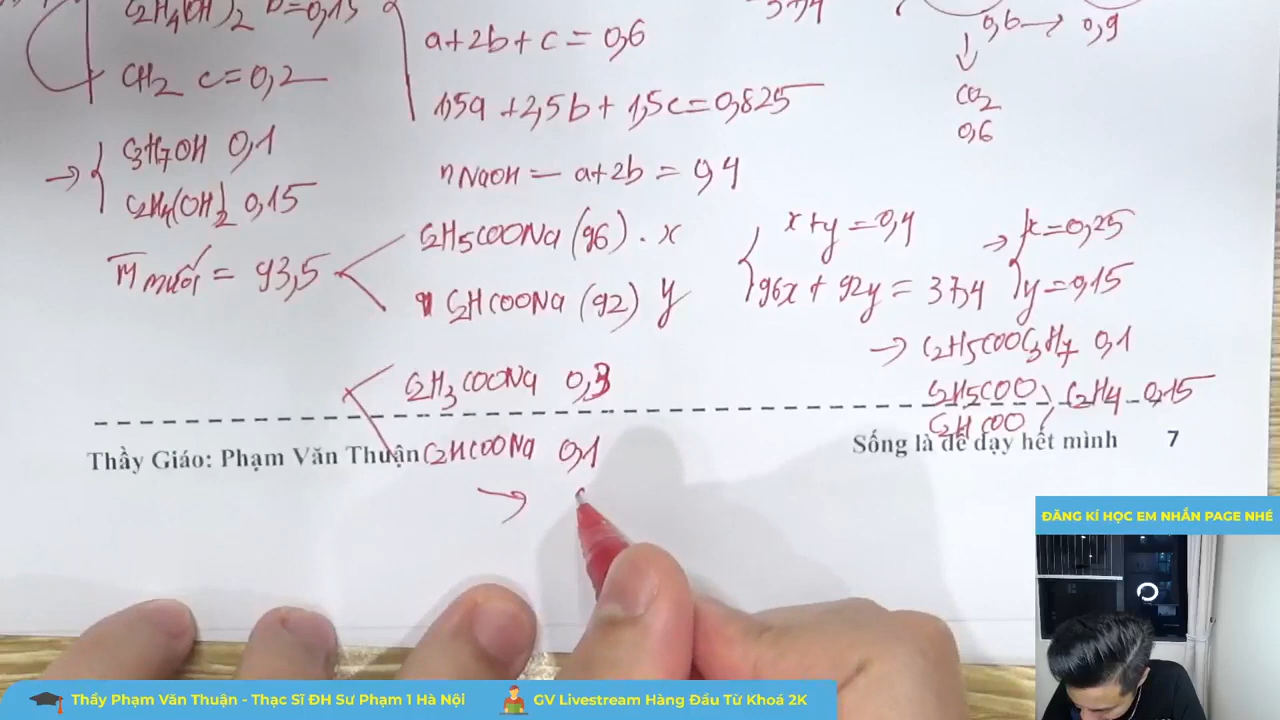 C2H4(OH)2 b=0,15
CH2 c=0,2
→ C3H7OH 0,1
C2H4(OH)2 0,15
a+2b+c=0,6
1,5a+2,5b+1,5c=0,825
nNaOH = a+2b = 0,4
37,4
0,6 → 0,9
↓
CO2
0,6
M muối = 93,5
C2H5COONa (96) . x
C2HCOONa (92) y
x+y=0,4
96x+92y=37,4
→ x=0,25
y=0,15
→ C2H5COOC3H7 0,1
C2H5COO
C2HCOO
C2H4 0,15
C2H3COONa 0,3
C2HCOONa 0,1
→
Thầy Giáo: Phạm Văn Thuận
Sống là để dạy hết mình 7
ĐĂNG KÍ HỌC EM NHẮN PAGE NHÉ
Thầy Phạm Văn Thuận - Thạc Sĩ ĐH Sư Phạm 1 Hà Nội
GV Livestream Hàng Đầu Từ Khoá 2K